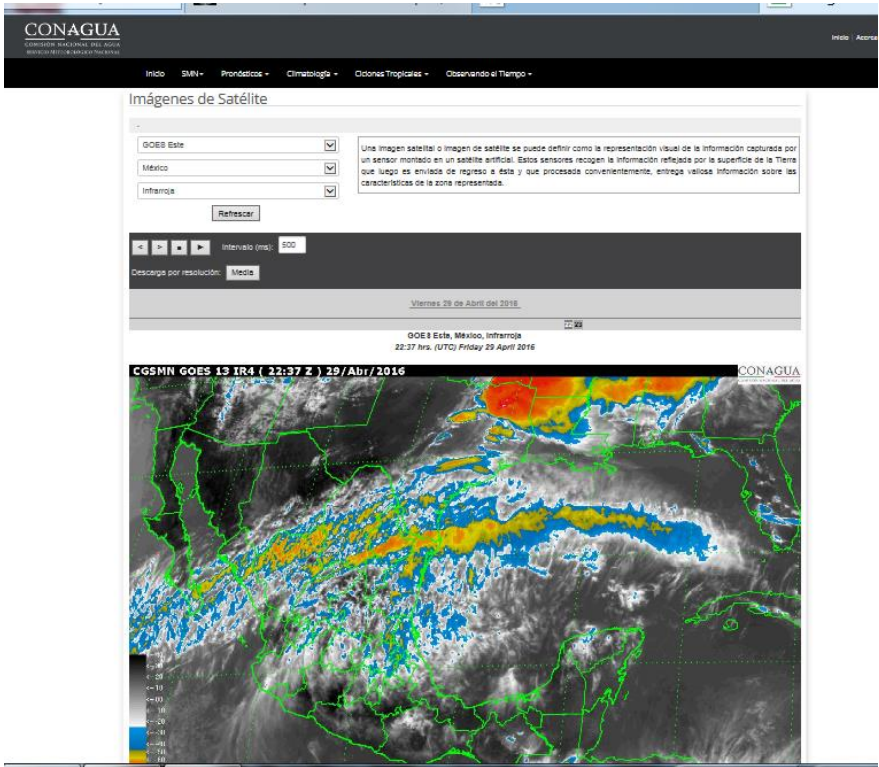 CONAGUA
COMISIÓN NACIONAL DEL AGUA
SERVICIO METEOROLÓGICO NACIONAL
Inicio | Acerca
Inicio SMN Pronósticos Climatología Ciclones Tropicales Observando el Tiempo
Imágenes de Satélite
GOES Este
México
Infrarroja
Refrescar
Una imagen satelital o imagen de satélite se puede definir como la representación visual de la información capturada por
un sensor montado en un satélite artificial. Estos sensores recogen la información reflejada por la superficie de la Tierra
que luego es enviada de regreso a ésta y que procesada convenientemente, entrega valiosa información sobre las
características de la zona representada.
< > ■ ► Intervalo (ms): 500
Descarga por resolución: Media
Viernes 29 de Abril del 2016
GOES Este, México, Infrarroja
22:37 hrs. (UTC) Friday 29 April 2016
CGSMN GOES 13 IR4 ( 22:37 Z ) 29/Abr/2016
CONAGUA